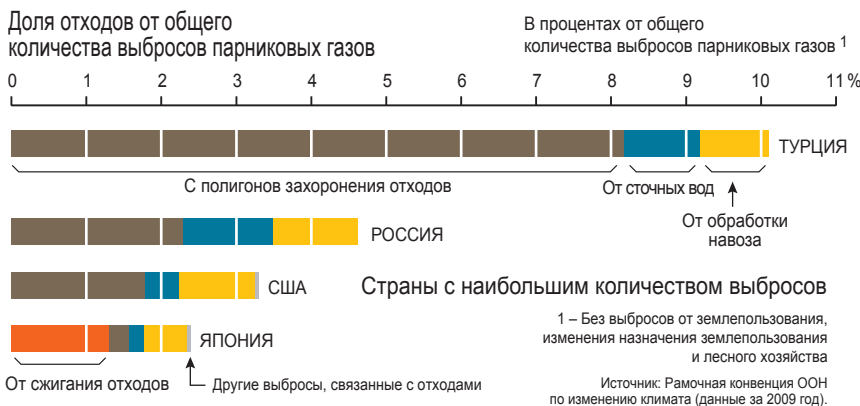 Доля отходов от общего
количества выбросов парниковых газов
В процентах от общего
количества выбросов парниковых газов 1
0 1 2 3 4 5 6 7 8 9 10 11 %
ТУРЦИЯ
С полигонов захоронения отходов
От сточных вод
От обработки
навоза
РОССИЯ
США
ЯПОНИЯ
От сжигания отходов
Другие выбросы, связанные с отходами
Страны с наибольшим количеством выбросов
1 – Без выбросов от землепользования,
изменения назначения землепользования
и лесного хозяйства
Источник: Рамочная конвенция ООН
по изменению климата (данные за 2009 год).